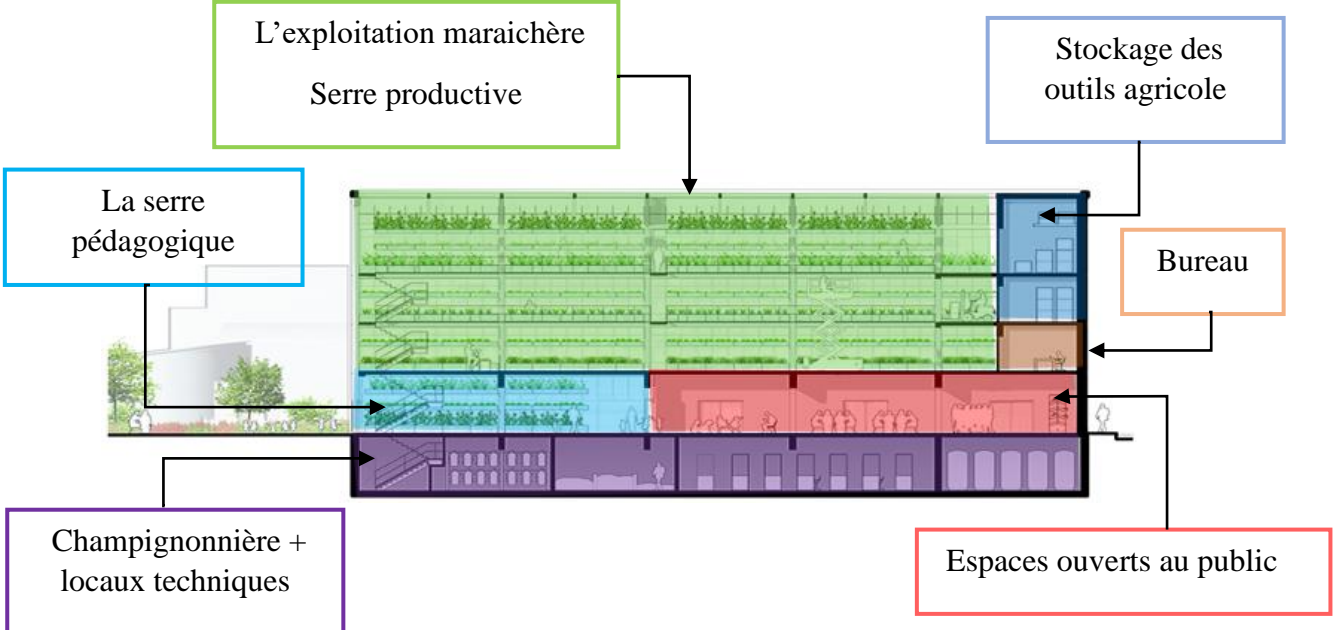 L’exploitation maraichère
Serre productive
Stockage des
outils agricole
La serre
pédagogique
Bureau
Champignonnière +
locaux techniques
Espaces ouverts au public